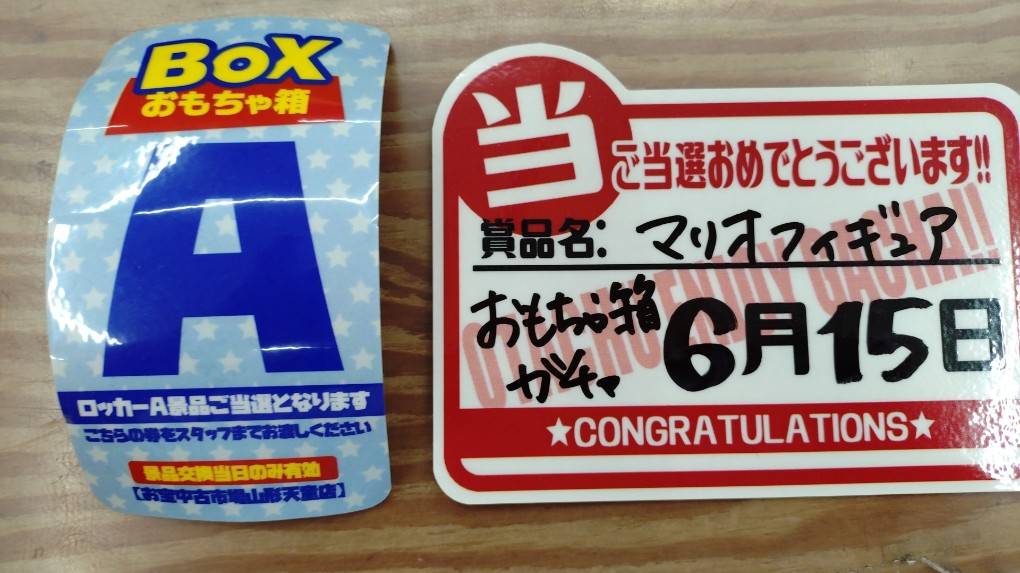 BOX
おもちゃ箱
A
ロッカーA景品ご当選となります
こちらの券をスタッフまでお渡しください
景品交換当日のみ有効
【お宝中古市場山形天童店】
当
ご当選おめでとうございます!!
賞品名: マリオフィギュア
おもちゃ箱
ガチャ
6月15日
ENJOY GACHA!!
★CONGRATULATIONS★